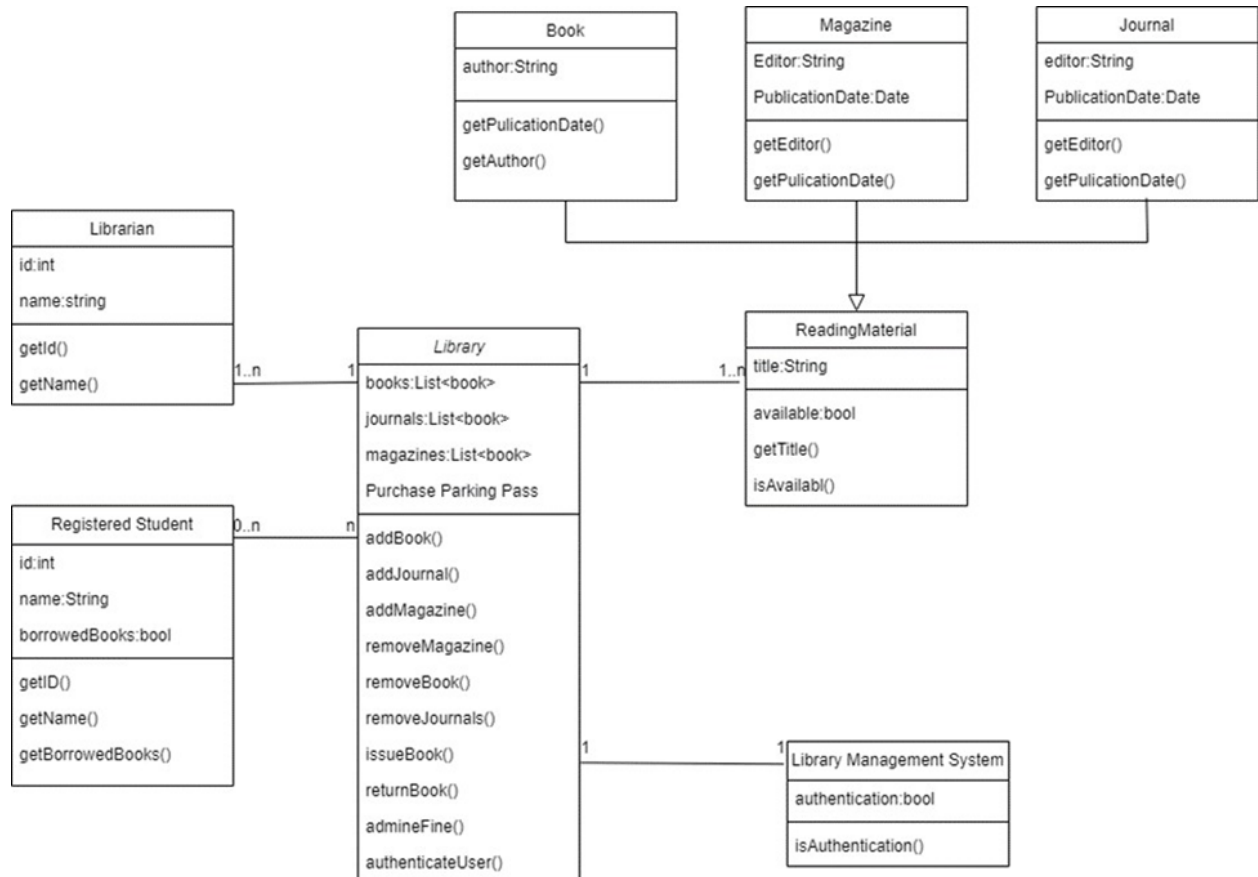 Book
author:String
getPulicationDate()
getAuthor()
Magazine
Editor:String
PublicationDate:Date
getEditor()
getPulicationDate()
Journal
editor:String
PublicationDate:Date
getEditor()
getPulicationDate()
Librarian
id:int
name:string
getId()
getName()
1..n
1
Library
books:List<book>
journals:List<book>
magazines:List<book>
Purchase Parking Pass
addBook()
addJournal()
addMagazine()
removeMagazine()
removeBook()
removeJournals()
issueBook()
returnBook()
admineFine()
authenticateUser()
1
1..n
ReadingMaterial
title:String
available:bool
getTitle()
isAvailabl()
Registered Student
id:int
name:String
borrowedBooks:bool
getID()
getName()
getBorrowedBooks()
0..n
n
1
1
Library Management System
authentication:bool
isAuthentication()